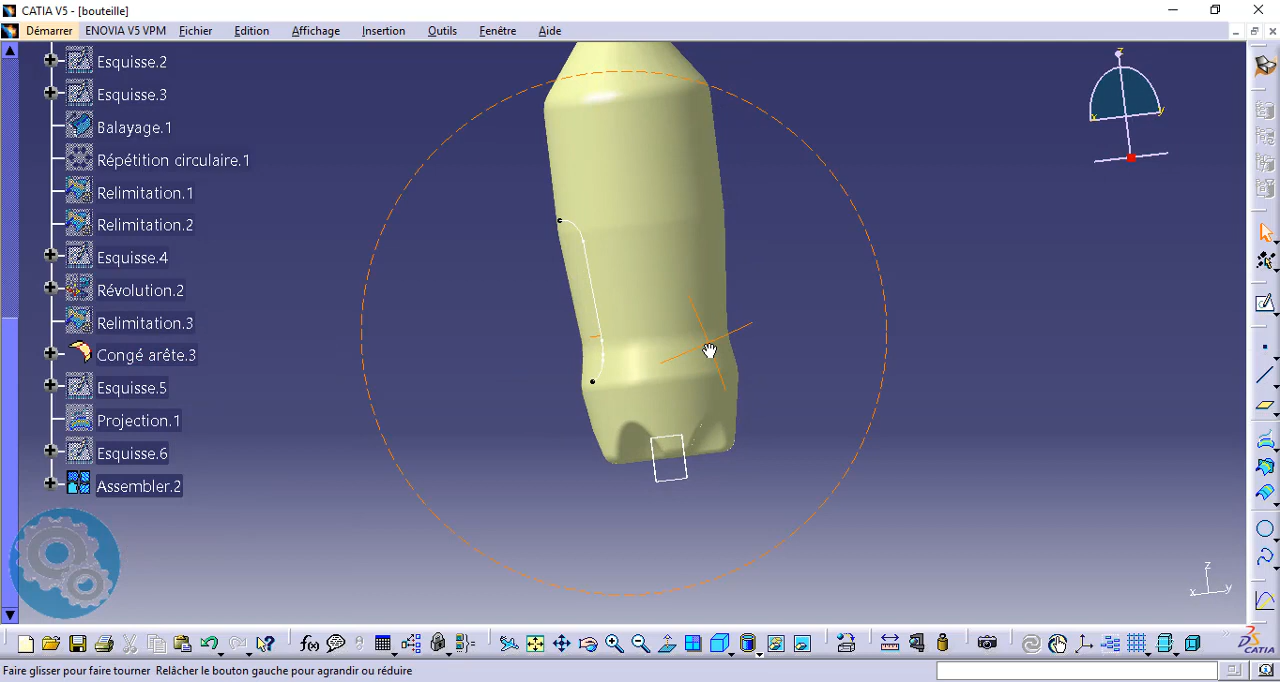 CATIA V5 - [bouteille]
Démarrer ENOVIA V5 VPM Fichier Edition Affichage Insertion Outils Fenêtre Aide
Esquisse.2
Esquisse.3
Balayage.1
Répétition circulaire.1
Relimitation.1
Relimitation.2
Esquisse.4
Révolution.2
Relimitation.3
Congé arête.3
Esquisse.5
Projection.1
Esquisse.6
Assembler.2
z
x
y
z
x
y
f(x)
CATIA
Faire glisser pour faire tourner Relâcher le bouton gauche pour agrandir ou réduire